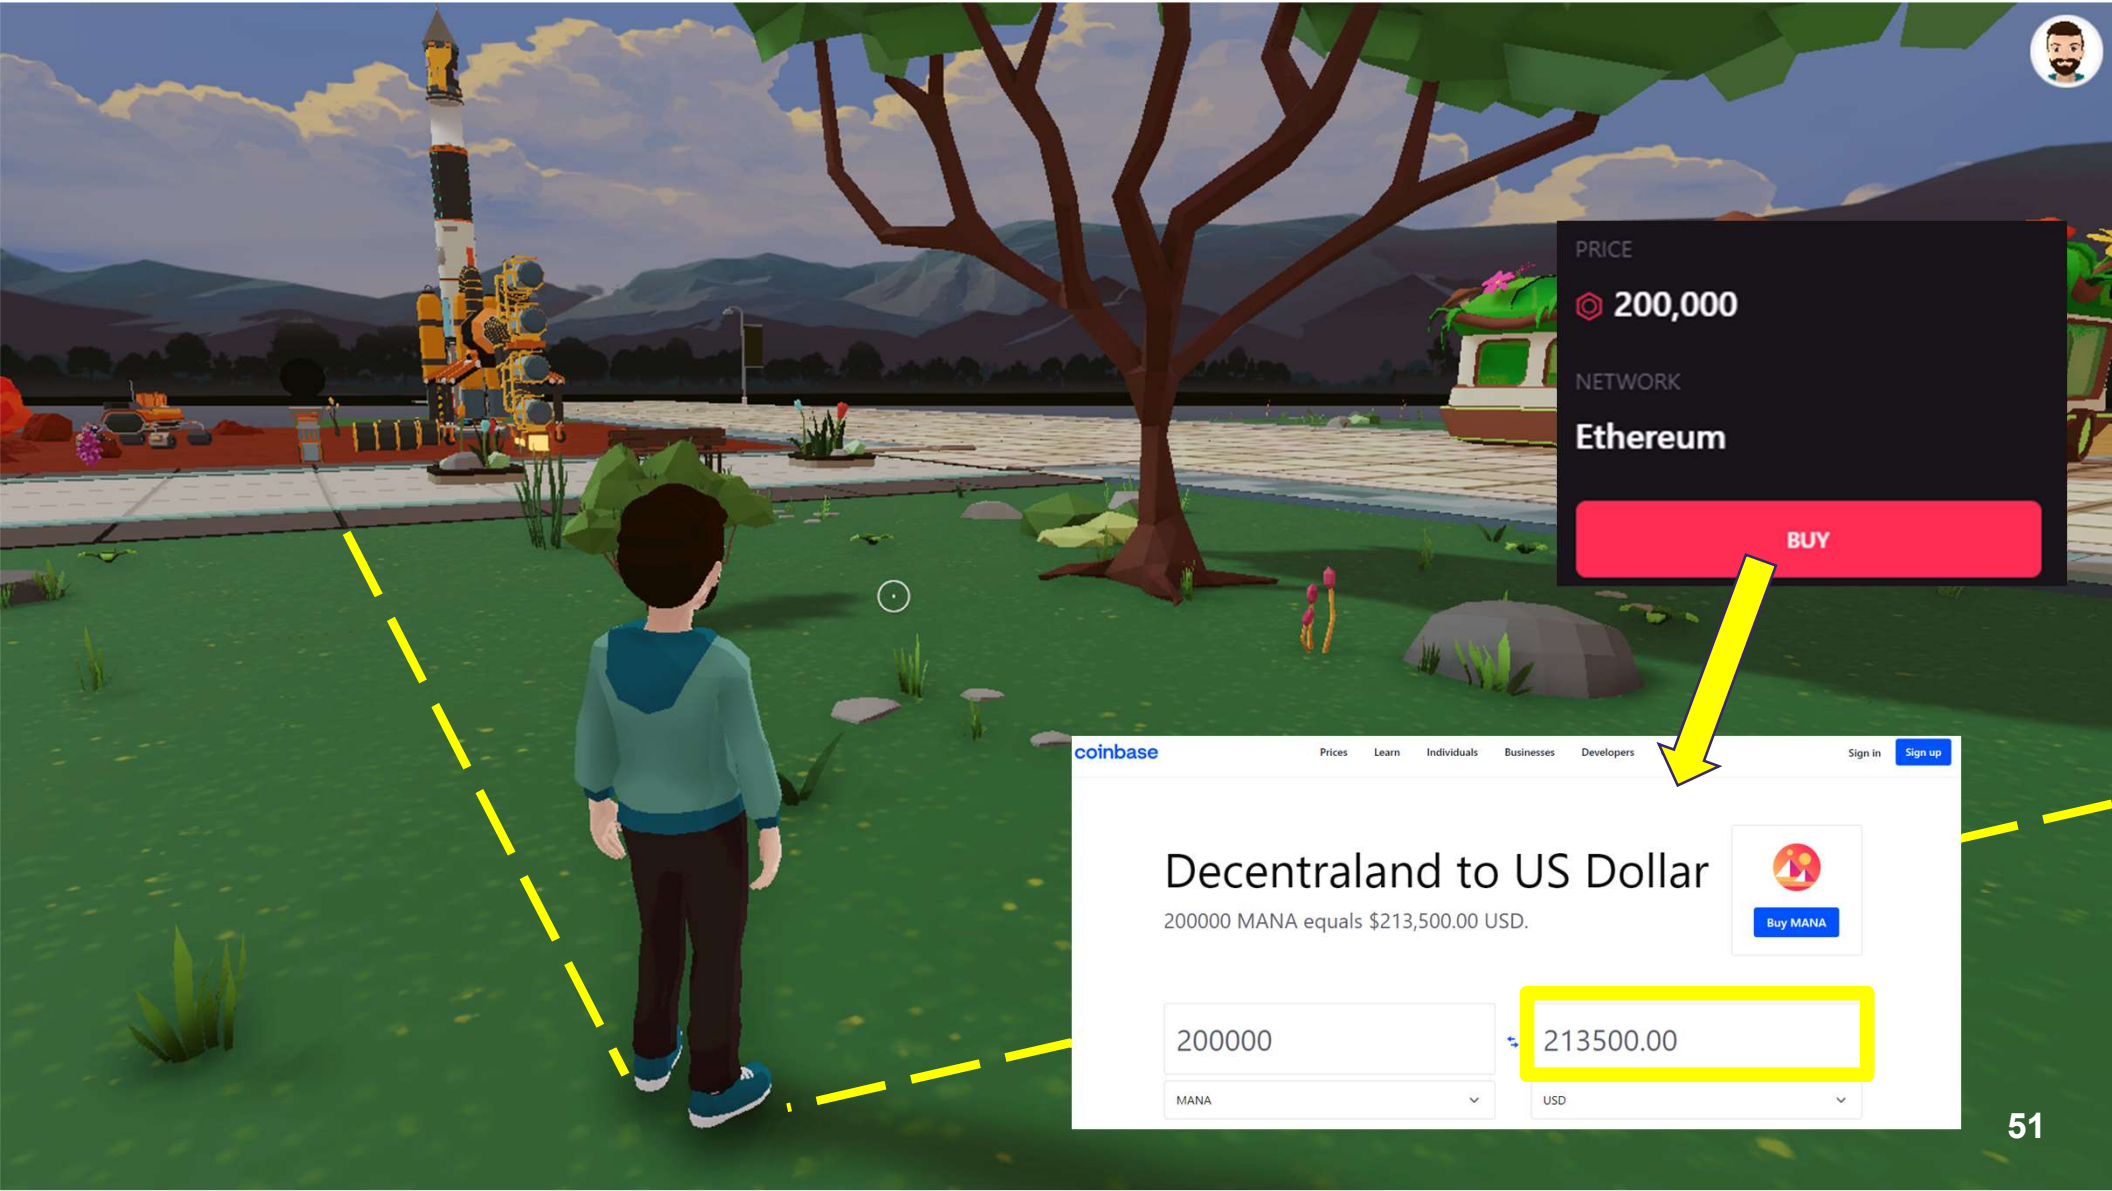 PRICE
200,000
NETWORK
Ethereum
BUY
coinbase Prices Learn Individuals Businesses Developers Sign in Sign up
Decentraland to US Dollar
200000 MANA equals $213,500.00 USD.
Buy MANA
200000 213500.00
MANA USD
51